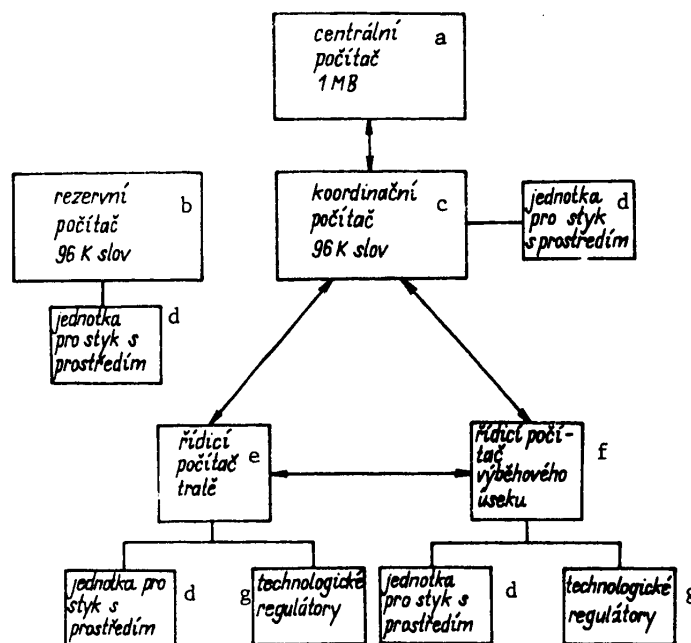 centrální
počítač
1 MB
a
rezervní
počítač
96 K slov
b
koordinační
počítač
96 K slov
c
jednotka
pro styk
s prostředím
d
jednotka
pro styk s
prostředím
d
řídicí
počítač
tratě
e
řídicí počí-
tač
výběhového
úseku
f
jednotka pro
styk s
prostředím
d
technologické
regulátory
g
jednotka
pro styk s
prostředím
d
technologické
regulátory
g